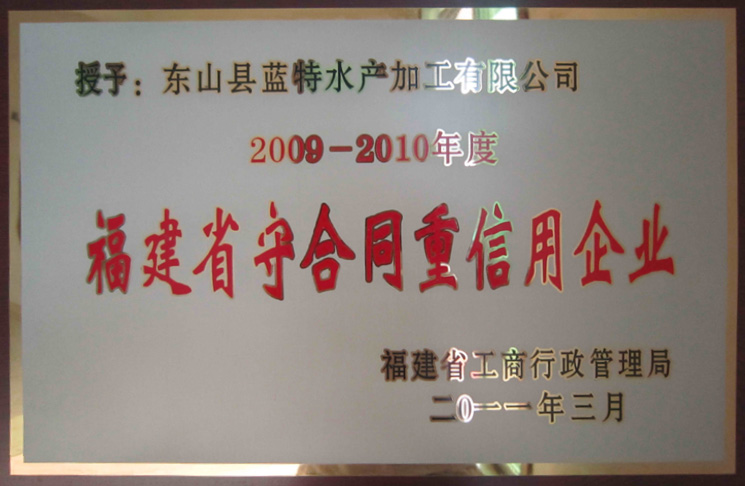 授予：东山县蓝特水产加工有限公司
2009－2010年度
福建省守合同重信用企业
福建省工商行政管理局
二0一一年三月